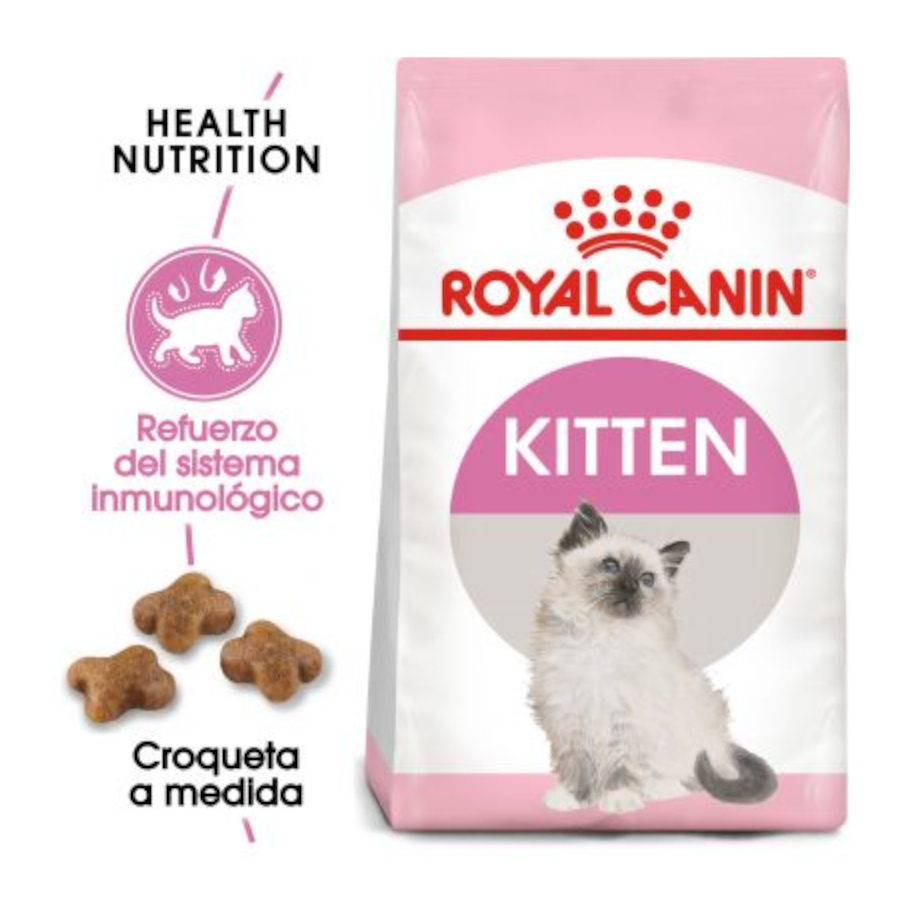 HEALTH
NUTRITION
Refuerzo
del sistema
inmunológico
Croqueta
a medida
ROYAL CANIN®
KITTEN